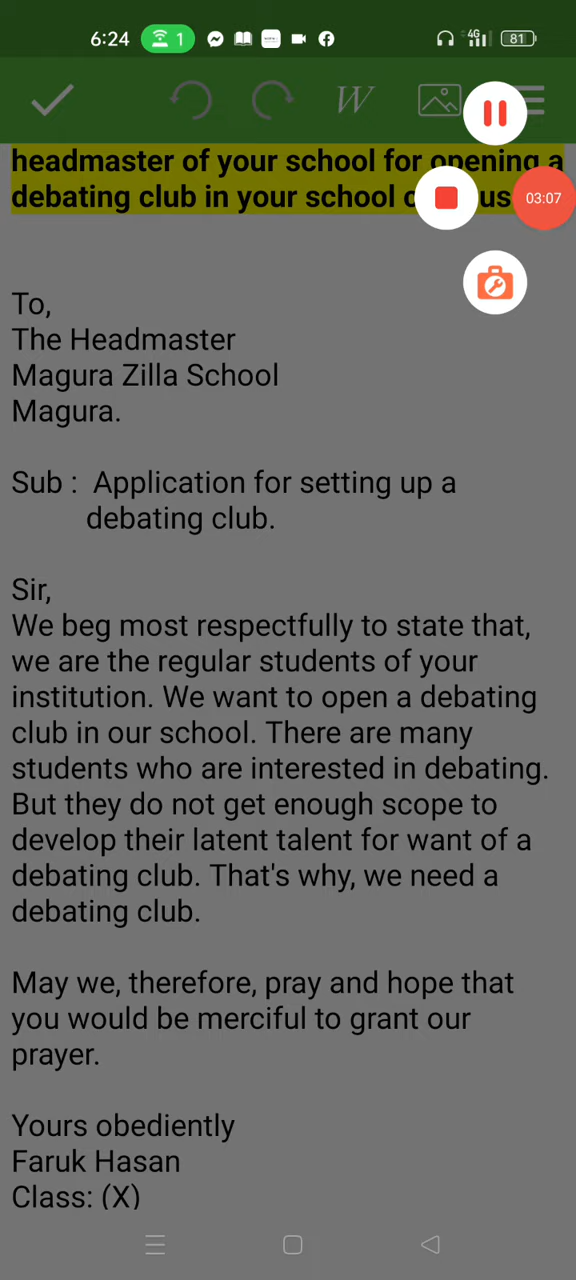 6:24
1
4G
81
W
headmaster of your school for opening a
debating club in your school
03:07
To,
The Headmaster
Magura Zilla School
Magura.
Sub : Application for setting up a
debating club.
Sir,
We beg most respectfully to state that,
we are the regular students of your
institution. We want to open a debating
club in our school. There are many
students who are interested in debating.
But they do not get enough scope to
develop their latent talent for want of a
debating club. That's why, we need a
debating club.
May we, therefore, pray and hope that
you would be merciful to grant our
prayer.
Yours obediently
Faruk Hasan
Class: (X)